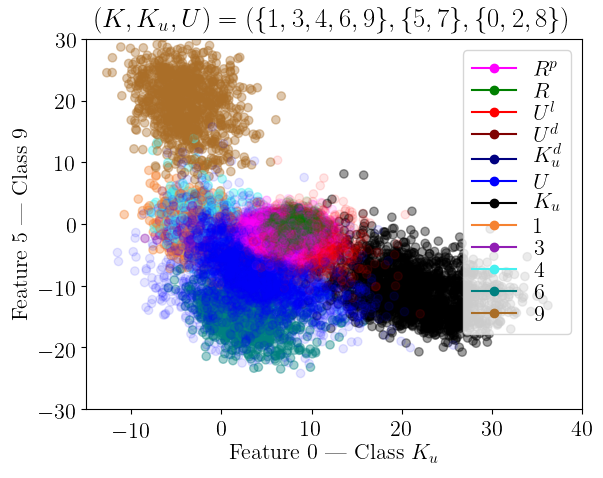 (K, K_u, U) = ({1, 3, 4, 6, 9}, {5, 7}, {0, 2, 8})
30
20
10
0
−10
−20
−30
Feature 5 — Class 9
R^p
R
U^l
U^d
K_u^d
U
K_u
1
3
4
6
9
−10
0
10
20
30
40
Feature 0 — Class K_u